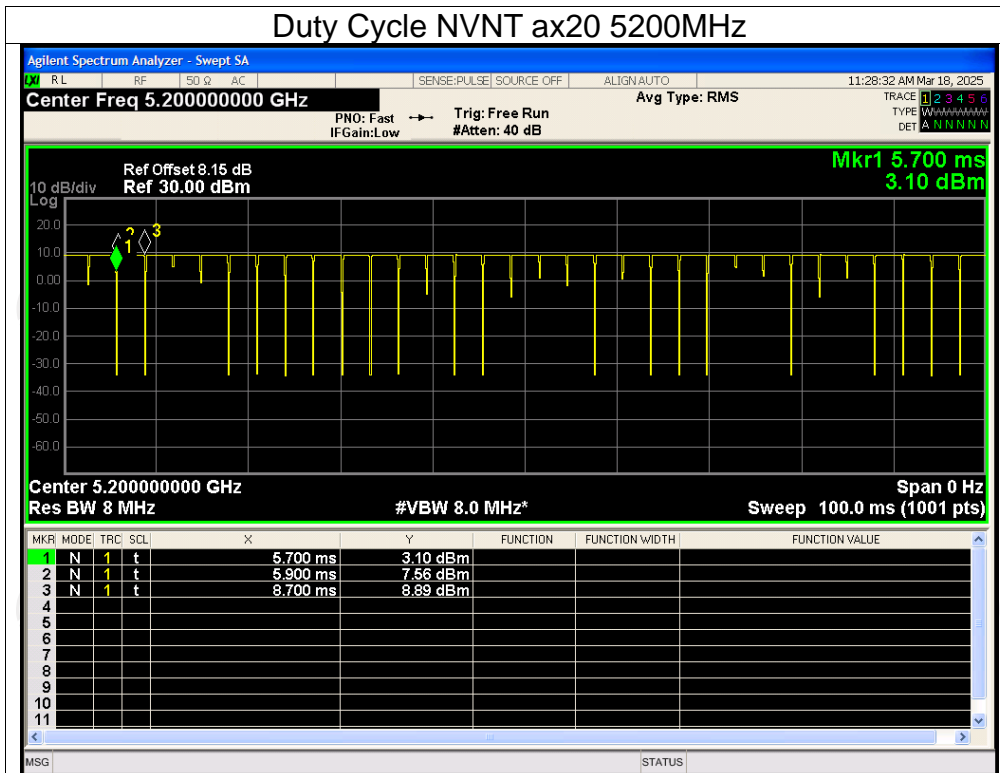 Duty Cycle NVNT ax20 5200MHz
Agilent Spectrum Analyzer - Swept SA
LXI RL RF 50 Ω AC SENSE:PULSE SOURCE OFF ALIGN AUTO 11:28:32 AM Mar 18, 2025
Center Freq 5.200000000 GHz Avg Type: RMS TRACE 1 2 3 4 5 6
PNO: Fast Trig: Free Run TYPE WWWWWW
IFGain:Low #Atten: 40 dB DET A N N N N N
Ref Offset 8.15 dB Mkr1 5.700 ms
10 dB/div Ref 30.00 dBm 3.10 dBm
Log
20.0
10.0
0.00
-10.0
-20.0
-30.0
-40.0
-50.0
-60.0
1 2 3
Center 5.200000000 GHz Span 0 Hz
Res BW 8 MHz #VBW 8.0 MHz* Sweep 100.0 ms (1001 pts)
MKR MODE TRC SCL X Y FUNCTION FUNCTION WIDTH FUNCTION VALUE
1 N 1 t 5.700 ms 3.10 dBm
2 N 1 t 5.900 ms 7.56 dBm
3 N 1 t 8.700 ms 8.89 dBm
4
5
6
7
8
9
10
11
MSG STATUS